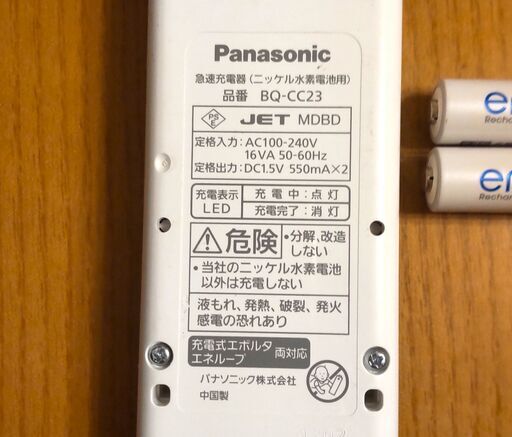 Panasonic
急速充電器（ニッケル水素電池用）
品番 BQ-CC23
PS
E
JET MDBD
定格入力：AC100-240V
16VA 50-60Hz
定格出力：DC1.5V 550mA×2
充電表示
LED
充電中：点灯
充電完了：消灯
危険
・分解、改造
しない
・当社のニッケル水素電池
以外は充電しない
液もれ、発熱、破裂、発火
感電の恐れあり
充電式エボルタ
エネループ
両対応
パナソニック株式会社
中国製